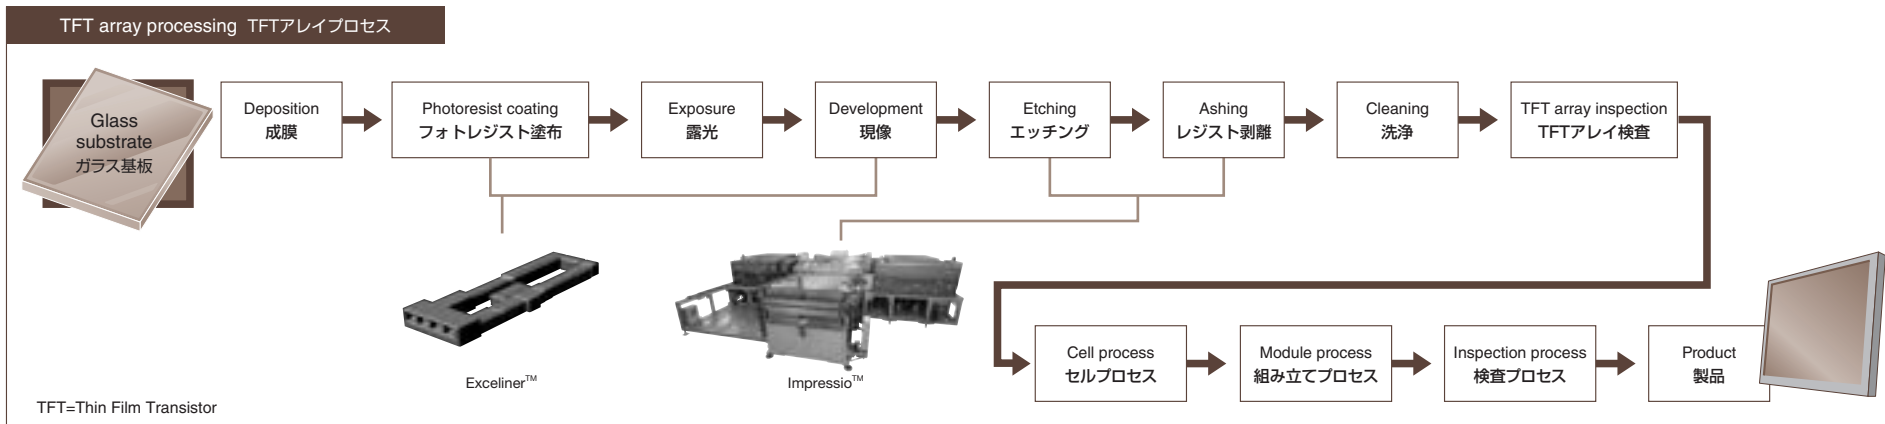 TFT array processing TFTアレイプロセス
Glass
substrate
ガラス基板
Deposition
成膜
Photoresist coating
フォトレジスト塗布
Exposure
露光
Development
現像
Etching
エッチング
Ashing
レジスト剥離
Cleaning
洗浄
TFT array inspection
TFTアレイ検査
Exceliner™
Impressio™
Cell process
セルプロセス
Module process
組み立てプロセス
Inspection process
検査プロセス
Product
製品
TFT=Thin Film Transistor